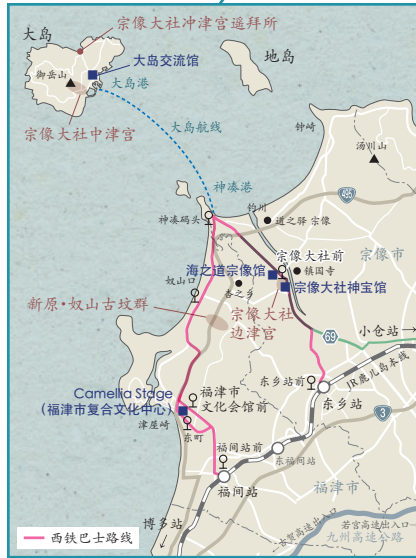 大岛
宗像大社冲津宫遥拜所
大岛交流馆
地岛
御岳山
大岛港
宗像大社中津宫
大岛航线
钟崎
汤川山
神凑港
495
神凑码头
钓川
道之驿 宗像
宗像大社前
宗像市
海之道宗像馆
镇国寺
奴山口
杏之乡
宗像大社神宝馆
新原·奴山古坟群
宗像大社
边津宫
69
小仓站→
东乡站前
JR鹿儿岛本线
Camellia Stage
(福津市复合文化中心)
福津市
文化会馆前
东乡站
3
津屋崎
东町
福间站前
东福间站
福间站
福津市
博多站
古贺高速出入口
若宫高速出入口→
九州高速公路
西铁巴士路线